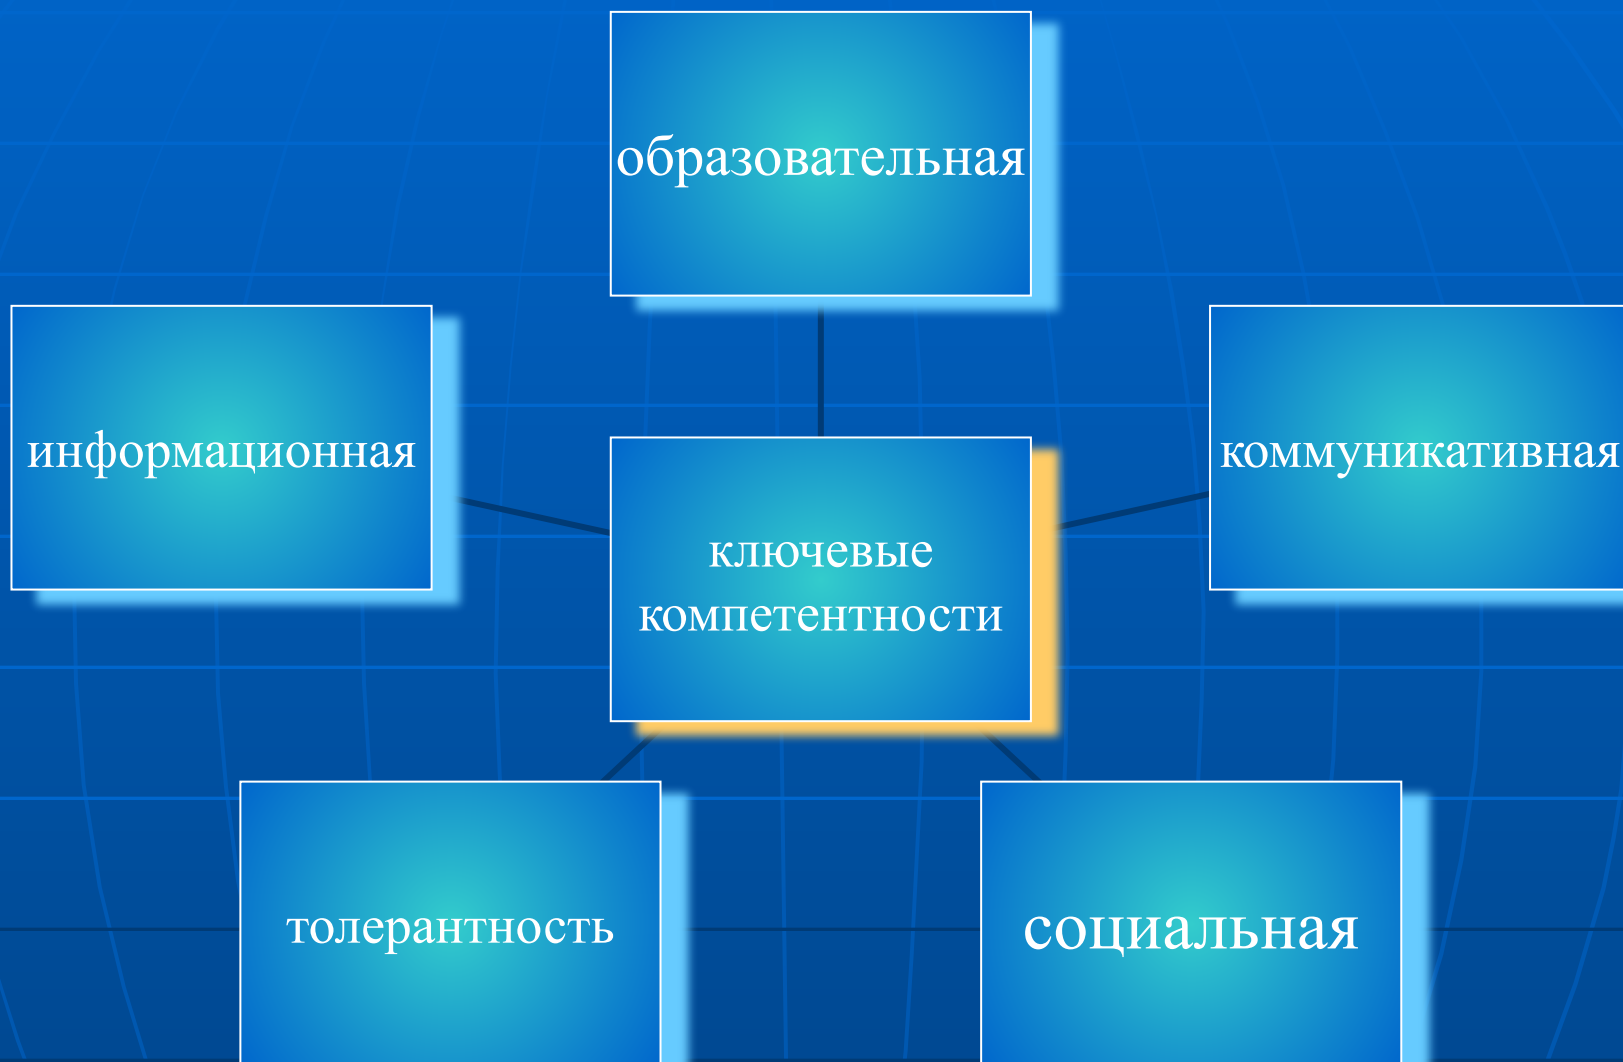 образовательная
информационная
коммуникативная
ключевые
компетентности
толерантность
социальная